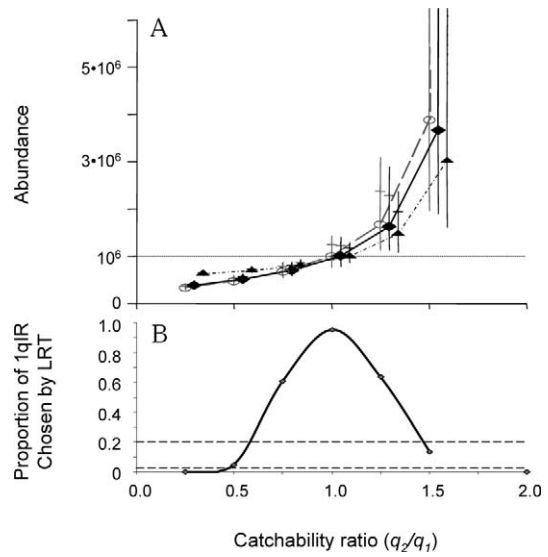 A
5•10⁶
3•10⁶
10⁶
0
Abundance
B
1.0
0.8
0.6
0.4
0.2
0
Proportion of 1qIR
Chosen by LRT
0.0
0.5
1.0
1.5
2.0
Catchability ratio (q₂/q₁)